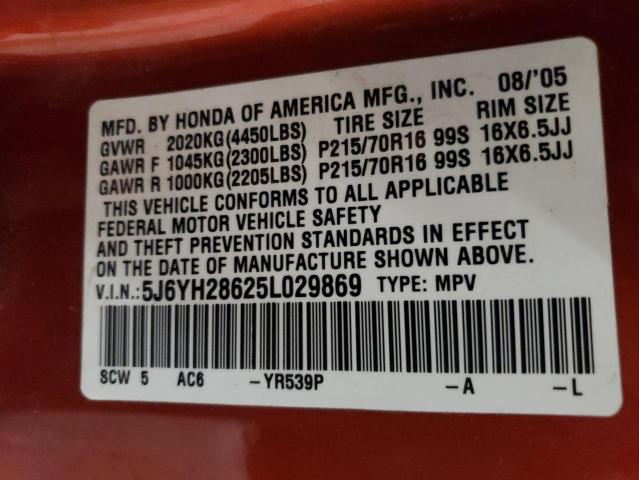 MFD. BY HONDA OF AMERICA MFG., INC. 08/'05
GVWR 2020KG(4450LBS) TIRE SIZE RIM SIZE
GAWR F 1045KG(2300LBS) P215/70R16 99S 16X6.5JJ
GAWR R 1000KG(2205LBS) P215/70R16 99S 16X6.5JJ
THIS VEHICLE CONFORMS TO ALL APPLICABLE
FEDERAL MOTOR VEHICLE SAFETY
AND THEFT PREVENTION STANDARDS IN EFFECT
ON THE DATE OF MANUFACTURE SHOWN ABOVE.
V.I.N.:5J6YH28625L029869 TYPE: MPV
SCW 5 AC6 –YR539P –A –L